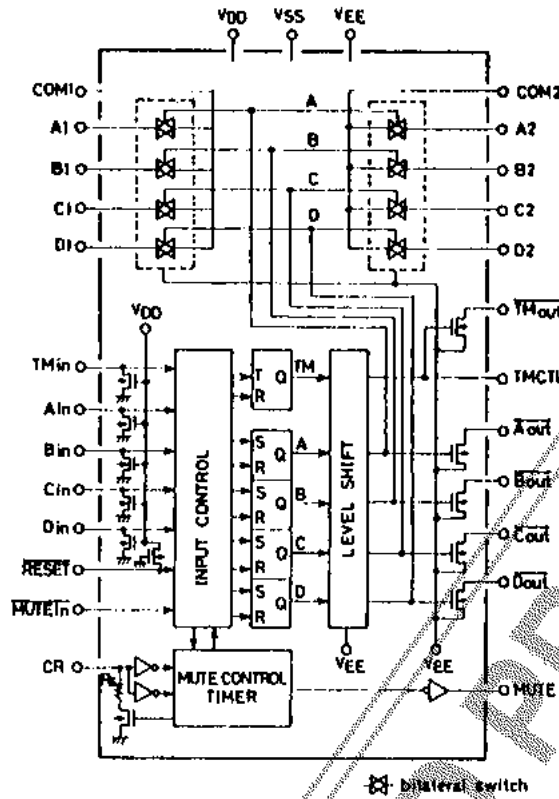 VDD VSS VEE
COM1 COM2
A
A1 A2
B
B1 B2
C
C1 C2
D
D1 D2
VDD
TMout
TMin T Q TM TMCTL
R
AIn Aout
Bin S Q A
R Bout
Cin S Q B
R
Din S Q C Cout
RESET R
S Q D Dout
MUTEIn R
INPUT CONTROL
LEVEL SHIFT
VEE VEE
CR
MUTE CONTROL
TIMER
MUTE
bilateral switch